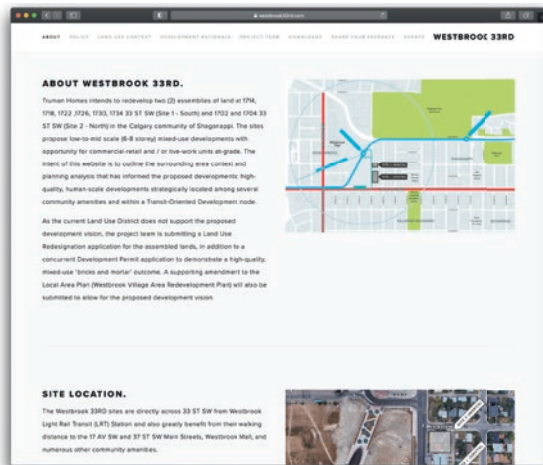 westbrook33rd.com
ABOUT POLICY LAND USE CONTEXT DEVELOPMENT RATIONALE PROJECT TEAM DOWNLOADS SHARE YOUR FEEDBACK EVENTS WESTBROOK 33RD
ABOUT WESTBROOK 33RD.
Truman Homes intends to redevelop two (2) assemblies of land at 1714,
1718, 1722 ,1726, 1730, 1734 33 ST SW (Site 1 - South) and 1702 and 1704 33
ST SW (Site 2 - North) in the Calgary community of Shaganappi. The sites
propose low-to-mid scale (6-8 storey) mixed-use developments with
opportunity for commercial-retail and / or live-work units at-grade. The
intent of this website is to outline the surrounding area context and
planning analysis that has informed the proposed developments: high-
quality, human-scale developments strategically located among several
community amenities and within a Transit-Oriented Development node.
As the current Land Use District does not support the proposed
development vision, the project team is submitting a Land Use
Redesignation application for the assembled lands, in addition to a
concurrent Development Permit application to demonstrate a high-quality,
mixed-use 'bricks and mortar' outcome. A supporting amendment to the
Local Area Plan (Westbrook Village Area Redevelopment Plan) will also be
submitted to allow for the proposed development vision.
SITE LOCATION.
The Westbrook 33RD sites are directly across 33 ST SW from Westbrook
Light Rail Transit (LRT) Station and also greatly benefit from their walking
distance to the 17 AV SW and 37 ST SW Main Streets, Westbrook Mall, and
numerous other community amenities.